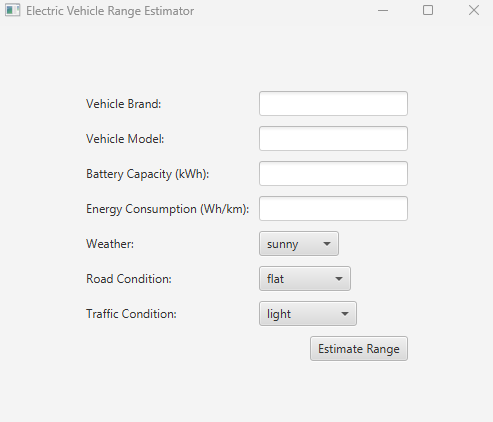 Electric Vehicle Range Estimator
Vehicle Brand:
Vehicle Model:
Battery Capacity (kWh):
Energy Consumption (Wh/km):
Weather: sunny
Road Condition: flat
Traffic Condition: light
Estimate Range